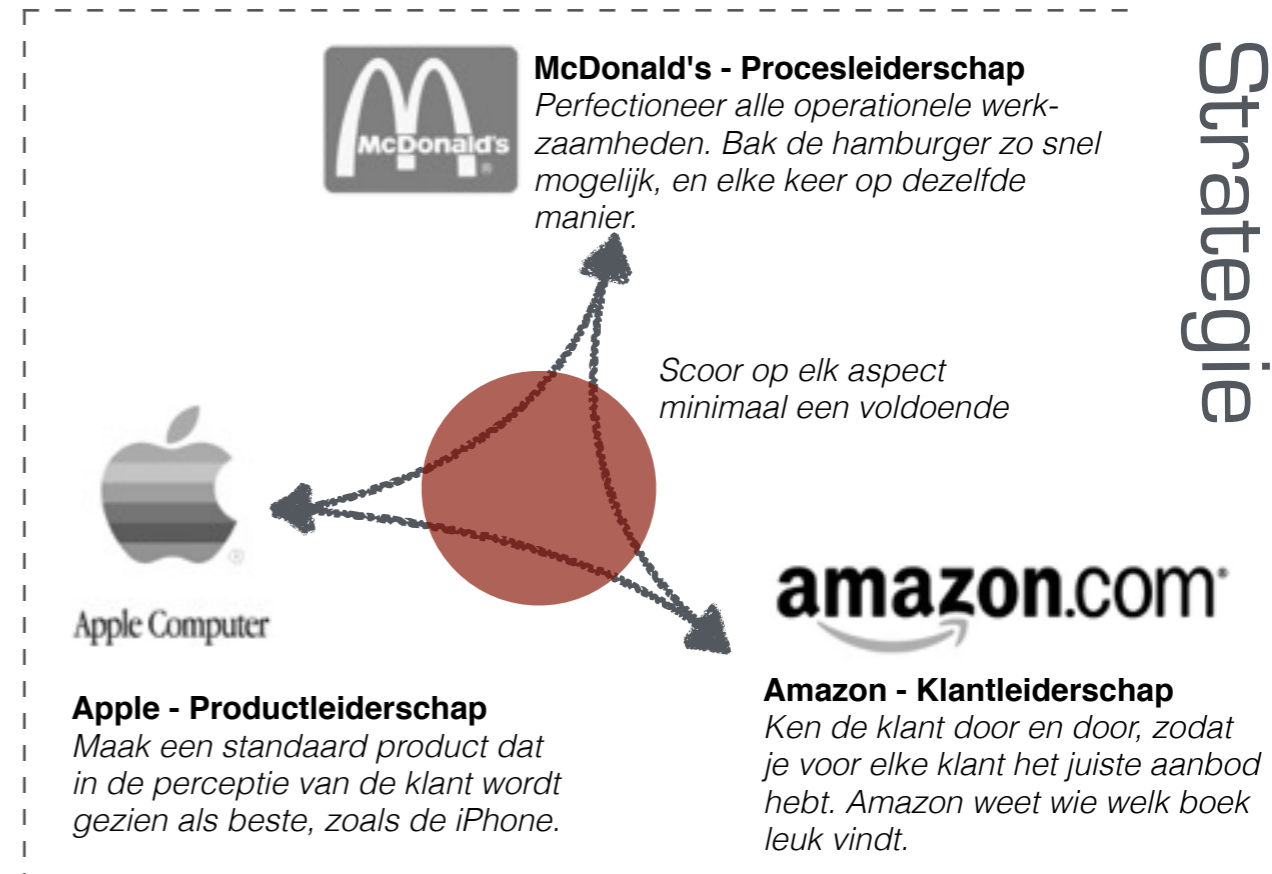 Strategie
McDonald's
®
McDonald's - Procesleiderschap
Perfectioneer alle operationele werk-
zaamheden. Bak de hamburger zo snel
mogelijk, en elke keer op dezelfde
manier.
Scoor op elk aspect
minimaal een voldoende
®
Apple Computer
Apple - Productleiderschap
Maak een standaard product dat
in de perceptie van de klant wordt
gezien als beste, zoals de iPhone.
amazon.com
Amazon - Klantleiderschap
Ken de klant door en door, zodat
je voor elke klant het juiste aanbod
hebt. Amazon weet wie welk boek
leuk vindt.